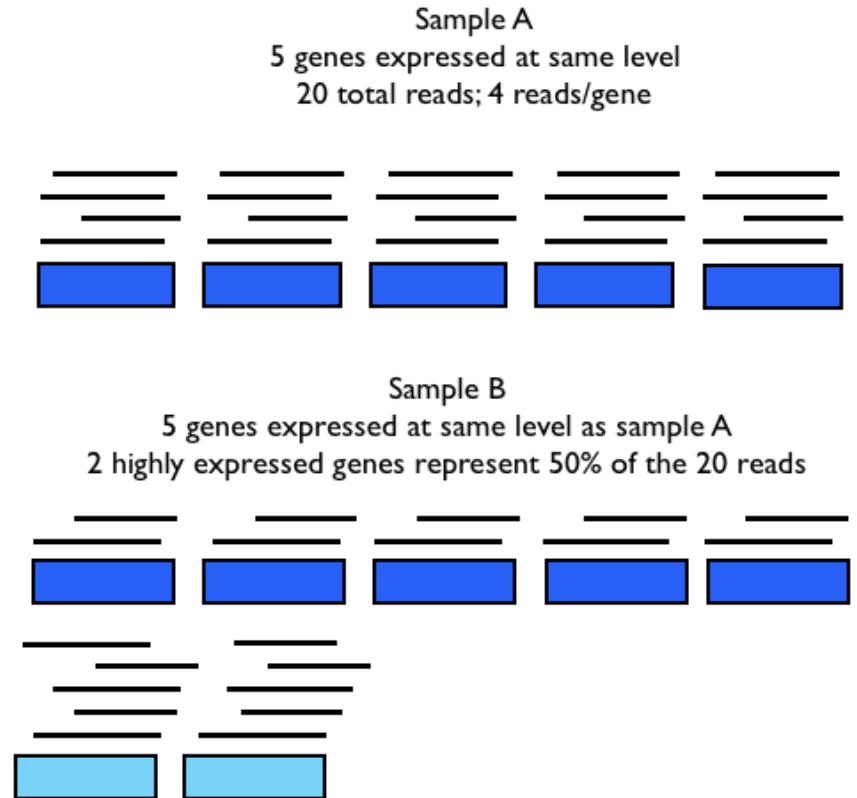 Sample A
5 genes expressed at same level
20 total reads; 4 reads/gene
Sample B
5 genes expressed at same level as sample A
2 highly expressed genes represent 50% of the 20 reads